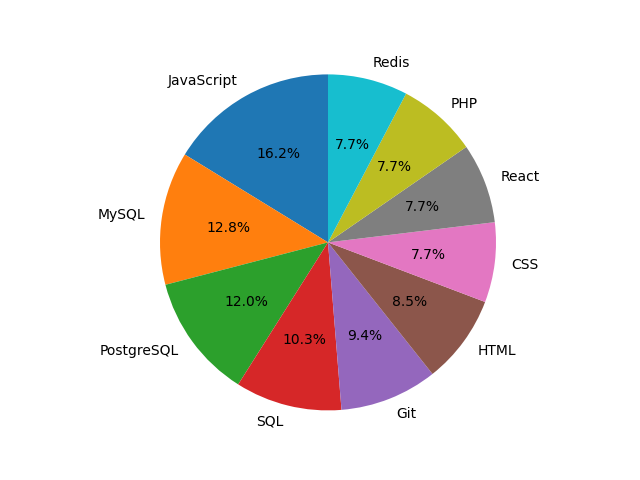 Redis
JavaScript
PHP
7.7%
16.2%
7.7%
React
7.7%
MySQL
12.8%
7.7%
CSS
12.0%
8.5%
10.3%
9.4%
PostgreSQL
HTML
Git
SQL